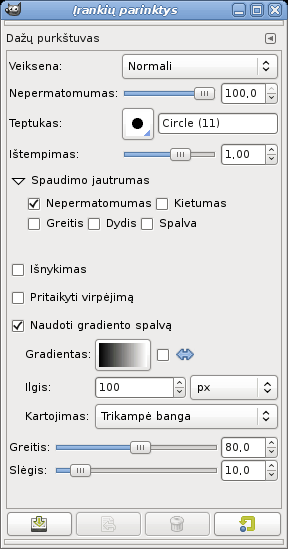 Įrankių parinktys
Dažų purkštuvas
Veiksena: Normali
Nepermatomumas: 100,0
Teptukas: Circle (11)
Ištempimas: 1,00
Spaudimo jautrumas
Nepermatomumas Kietumas
Greitis Dydis Spalva
Išnykimas
Pritaikyti virpėjimą
Naudoti gradiento spalvą
Gradientas:
Ilgis: 100 px
Kartojimas: Trikampė banga
Greitis: 80,0
Slėgis: 10,0